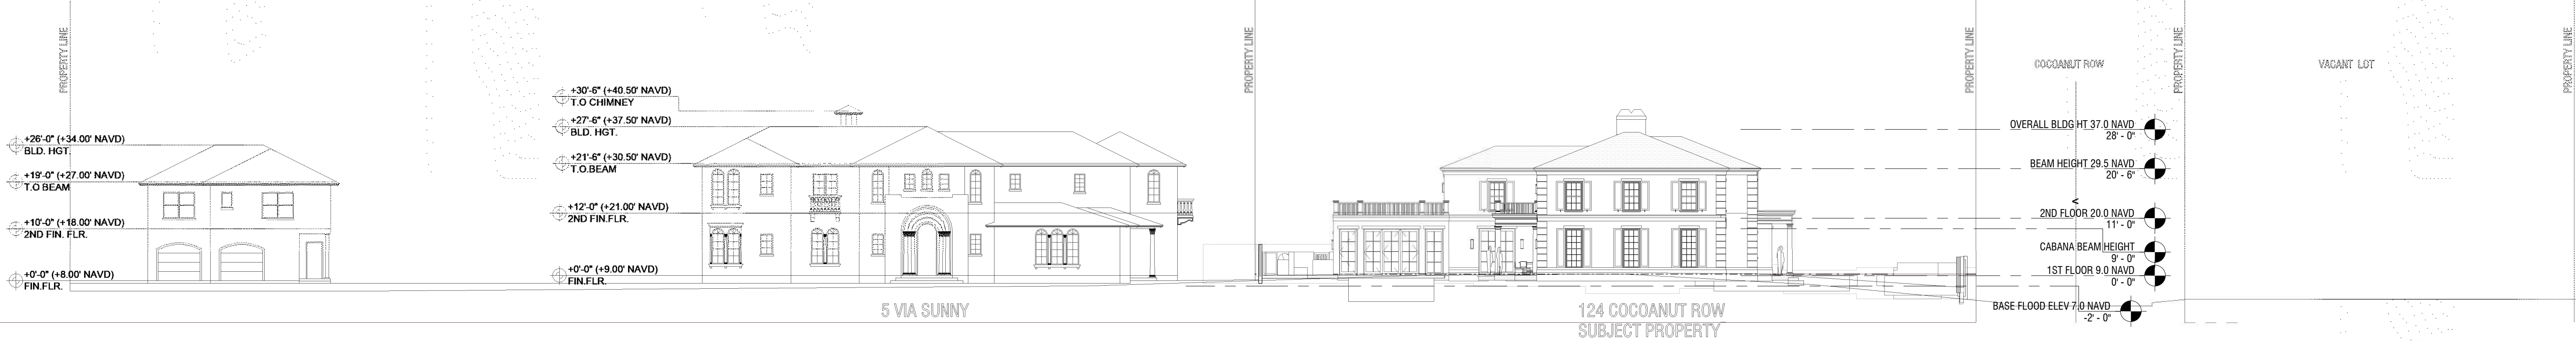 PROPERTY LINE
+26'-0" (+34.00' NAVD)
BLD. HGT.
+19'-0" (+27.00' NAVD)
T.O BEAM
+10'-0" (+18.00' NAVD)
2ND FIN. FLR.
+0'-0" (+8.00' NAVD)
FIN.FLR.
+30'-6" (+40.50' NAVD)
T.O CHIMNEY
+27'-6" (+37.50' NAVD)
BLD. HGT.
+21'-6" (+30.50' NAVD)
T.O.BEAM
+12'-0" (+21.00' NAVD)
2ND FIN.FLR.
+0'-0" (+9.00' NAVD)
FIN.FLR.
5 VIA SUNNY
PROPERTY LINE
124 COCOANUT ROW
SUBJECT PROPERTY
PROPERTY LINE
COCOANUT ROW
OVERALL BLDG HT 37.0 NAVD
28' - 0"
BEAM HEIGHT 29.5 NAVD
20' - 6"
2ND FLOOR 20.0 NAVD
11' - 0"
CABANA BEAM HEIGHT
9' - 0"
1ST FLOOR 9.0 NAVD
0' - 0"
BASE FLOOD ELEV 7.0 NAVD
-2' - 0"
PROPERTY LINE
VACANT LOT
PROPERTY LINE